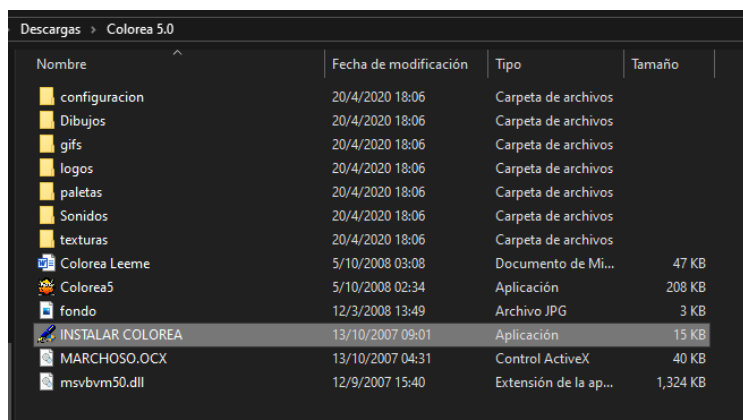 Descargas > Colorea 5.0
Nombre Fecha de modificación Tipo Tamaño
configuracion 20/4/2020 18:06 Carpeta de archivos
Dibujos 20/4/2020 18:06 Carpeta de archivos
gifs 20/4/2020 18:06 Carpeta de archivos
logos 20/4/2020 18:06 Carpeta de archivos
paletas 20/4/2020 18:06 Carpeta de archivos
Sonidos 20/4/2020 18:06 Carpeta de archivos
texturas 20/4/2020 18:06 Carpeta de archivos
Colorea Leeme 5/10/2008 03:08 Documento de Mi... 47 KB
Colorea5 5/10/2008 02:34 Aplicación 208 KB
fondo 12/3/2008 13:49 Archivo JPG 3 KB
INSTALAR COLOREA 13/10/2007 09:01 Aplicación 15 KB
MARCHOSO.OCX 13/10/2007 04:31 Control ActiveX 40 KB
msvbvm50.dll 12/9/2007 15:40 Extensión de la ap... 1,324 KB